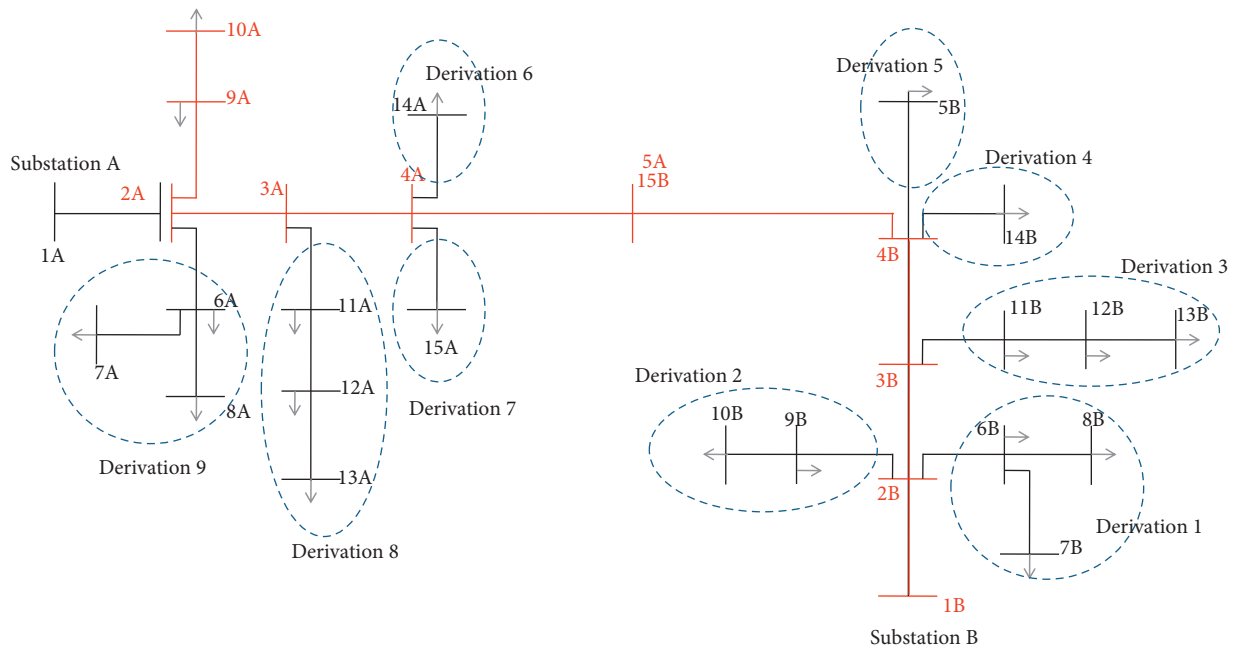 10A
Derivation 5
Derivation 6
9A
14A
5B
Substation A
5A
Derivation 4
2A
3A
4A
15B
1A
4B
14B
Derivation 3
6A
11A
11B
12B
13B
15A
7A
3B
Derivation 2
12A
8A
Derivation 7
10B
9B
6B
8B
Derivation 9
13A
2B
Derivation 1
Derivation 8
7B
1B
Substation B